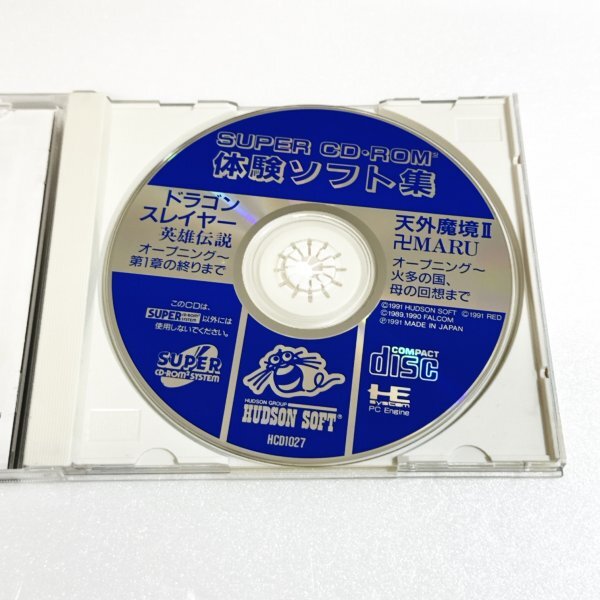 SUPER CD・ROM²
体験ソフト集
ドラゴン
スレイヤー
英雄伝説
オープニング〜
第1章の終りまで
天外魔境II
卍MARU
オープニング〜
火多の国、
母の回想まで
このCDは、
SUPER CD-ROM² SYSTEM 以外には
使用しないでください。
©1991 HUDSON SOFT ©1991 RED
©1989,1990 FALCOM
Ⓟ1991 MADE IN JAPAN
SUPER
CD-ROM² SYSTEM
HUDSON GROUP
HUDSON SOFT®
HCD1027
COMPACT
disc
HE
system
PC Engine